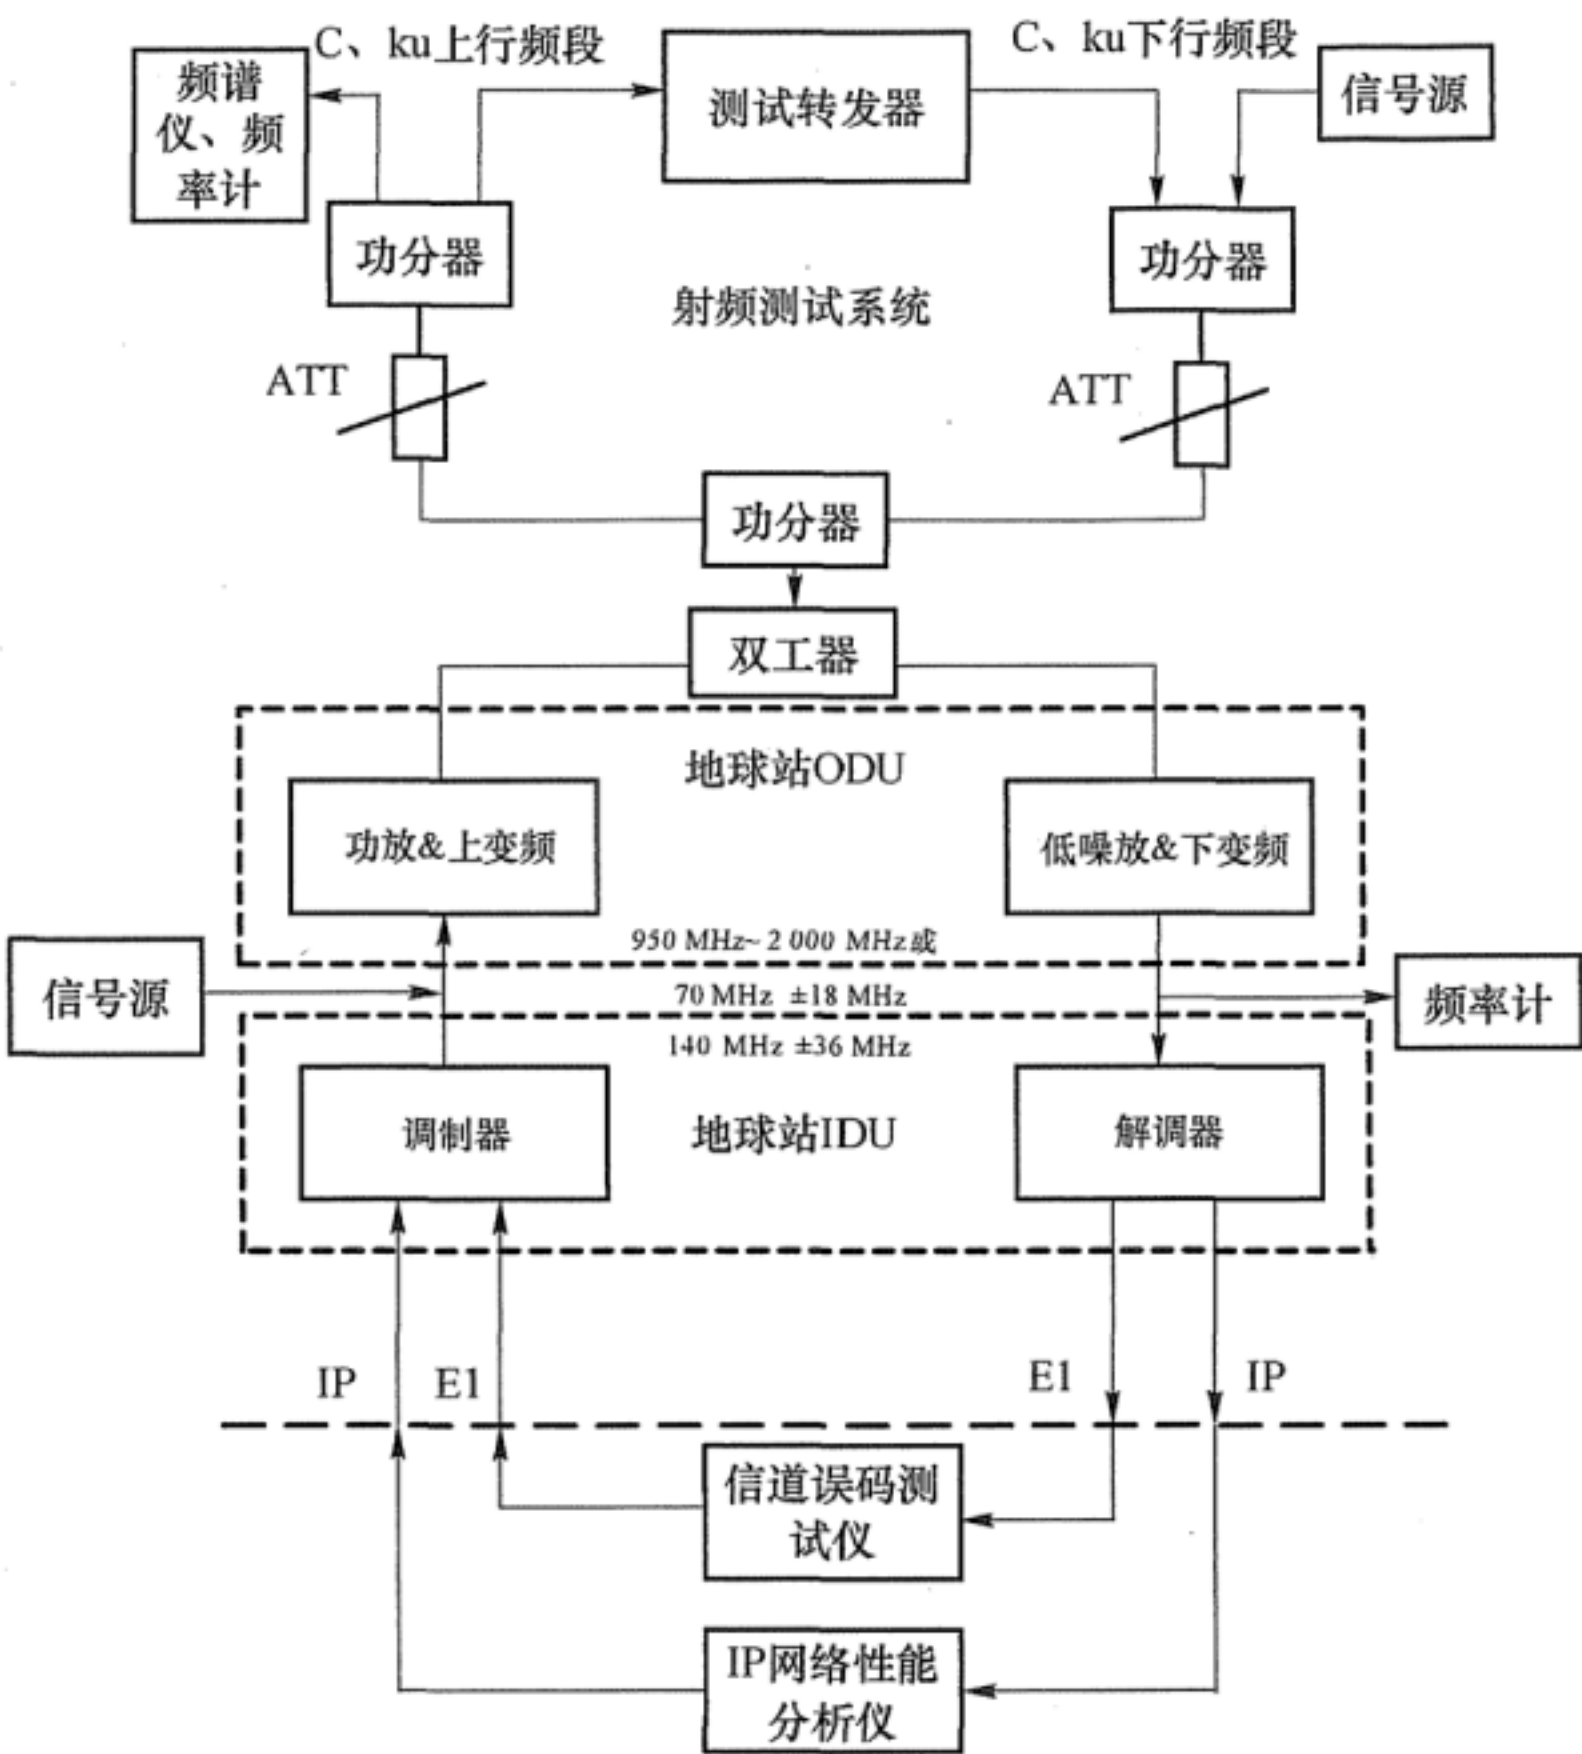 C、ku上行频段
C、ku下行频段
频谱
仪、频
率计
测试转发器
信号源
功分器
功分器
射频测试系统
ATT
ATT
功分器
双工器
地球站ODU
功放&上变频
低噪放&下变频
950 MHz~2 000 MHz或
信号源
70 MHz ±18 MHz
频率计
140 MHz ±36 MHz
调制器
地球站IDU
解调器
IP
E1
E1
IP
信道误码测
试仪
IP网络性能
分析仪